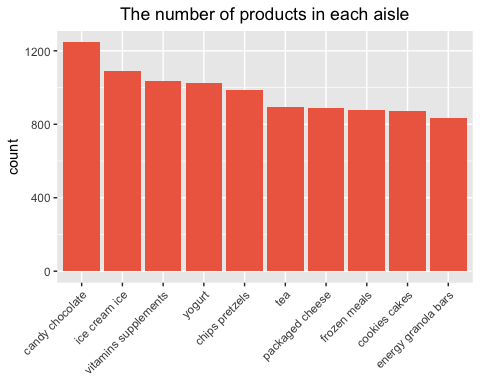 The number of products in each aisle
count
1200
800
400
0
candy chocolate
ice cream ice
vitamins supplements
yogurt
chips pretzels
tea
packaged cheese
frozen meals
cookies cakes
energy granola bars